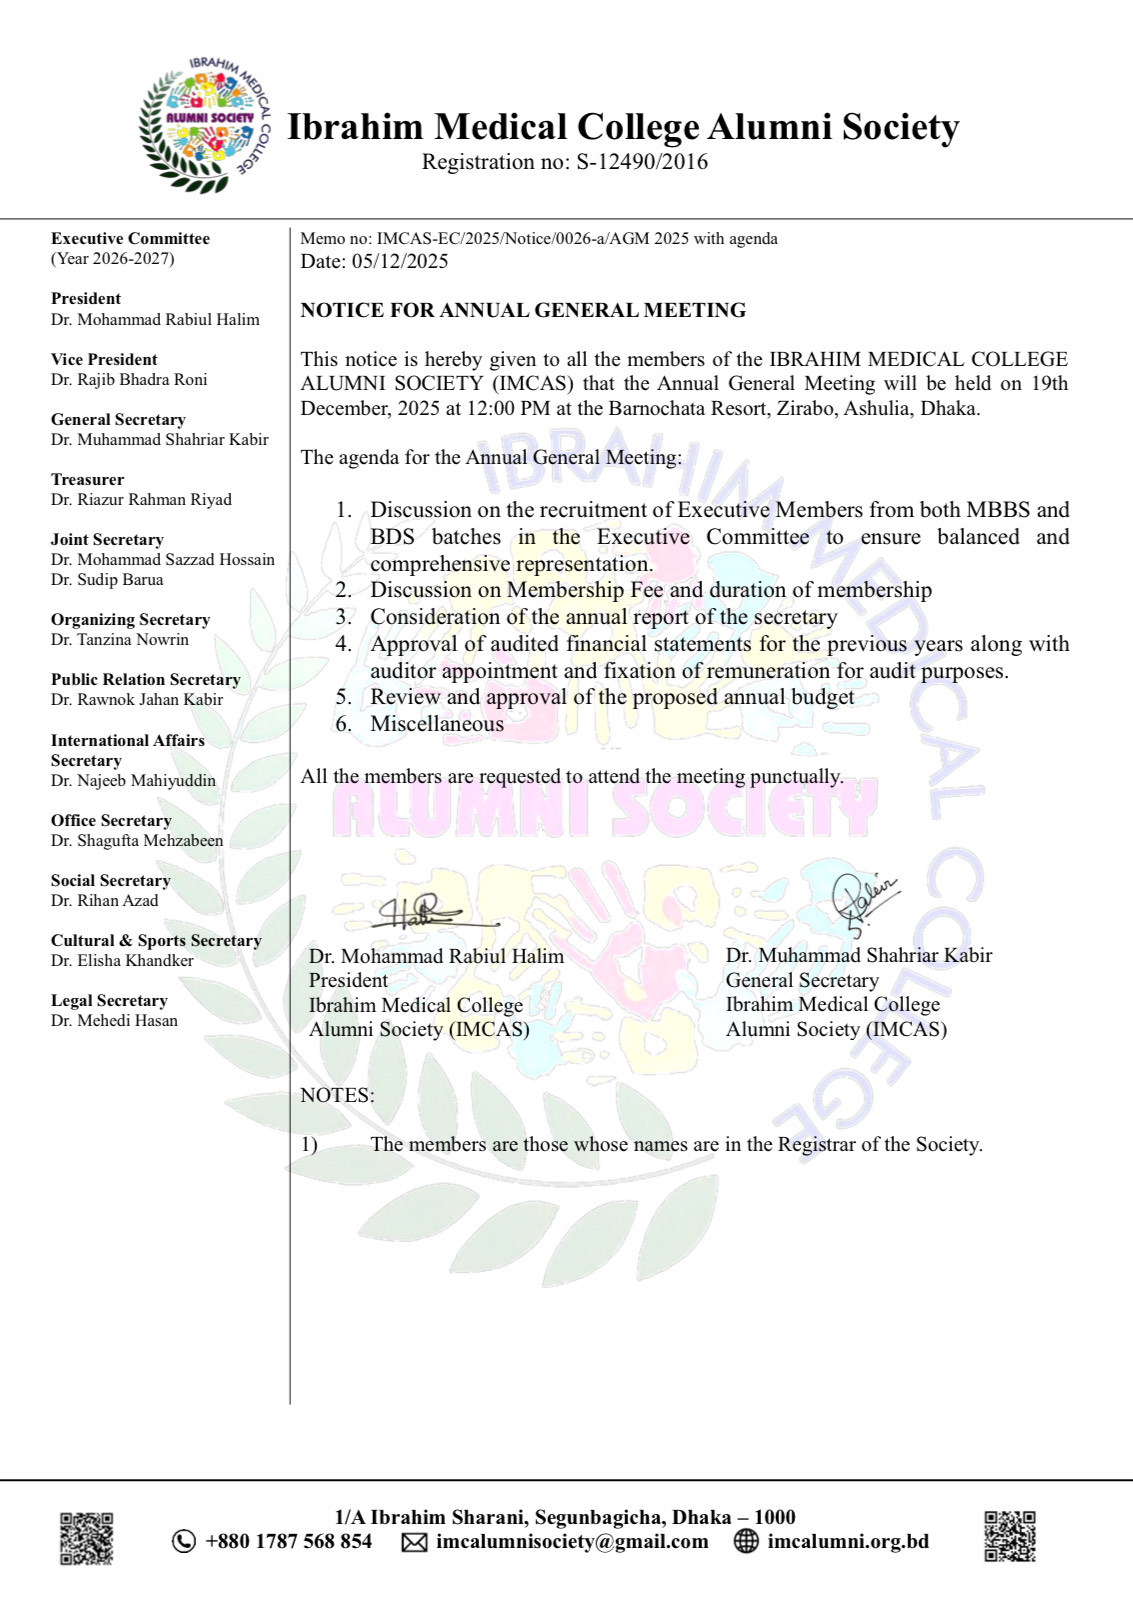 IBRAHIM MEDICAL COLLEGE
ALUMNI SOCIETY
Ibrahim Medical College Alumni Society
Registration no: S-12490/2016
Executive Committee
(Year 2026-2027)
President
Dr. Mohammad Rabiul Halim
Vice President
Dr. Rajib Bhadra Roni
General Secretary
Dr. Muhammad Shahriar Kabir
Treasurer
Dr. Riazur Rahman Riyad
Joint Secretary
Dr. Mohammad Sazzad Hossain
Dr. Sudip Barua
Organizing Secretary
Dr. Tanzina Nowrin
Public Relation Secretary
Dr. Rawnok Jahan Kabir
International Affairs
Secretary
Dr. Najeeb Mahiyuddin
Office Secretary
Dr. Shagufta Mehzabeen
Social Secretary
Dr. Rihan Azad
Cultural & Sports Secretary
Dr. Elisha Khandker
Legal Secretary
Dr. Mehedi Hasan
Memo no: IMCAS-EC/2025/Notice/0026-a/AGM 2025 with agenda
Date: 05/12/2025
NOTICE FOR ANNUAL GENERAL MEETING
This notice is hereby given to all the members of the IBRAHIM MEDICAL COLLEGE
ALUMNI SOCIETY (IMCAS) that the Annual General Meeting will be held on 19th
December, 2025 at 12:00 PM at the Barnochata Resort, Zirabo, Ashulia, Dhaka.
The agenda for the Annual General Meeting:
1. Discussion on the recruitment of Executive Members from both MBBS and
BDS batches in the Executive Committee to ensure balanced and
comprehensive representation.
2. Discussion on Membership Fee and duration of membership
3. Consideration of the annual report of the secretary
4. Approval of audited financial statements for the previous years along with
auditor appointment and fixation of remuneration for audit purposes.
5. Review and approval of the proposed annual budget
6. Miscellaneous
All the members are requested to attend the meeting punctually.
IBRAHIM MEDICAL COLLEGE
ALUMNI SOCIETY
Dr. Mohammad Rabiul Halim
President
Ibrahim Medical College
Alumni Society (IMCAS)
Dr. Muhammad Shahriar Kabir
General Secretary
Ibrahim Medical College
Alumni Society (IMCAS)
NOTES:
1) The members are those whose names are in the Registrar of the Society.
1/A Ibrahim Sharani, Segunbagicha, Dhaka – 1000
+880 1787 568 854 imcalumnisociety@gmail.com imcalumni.org.bd